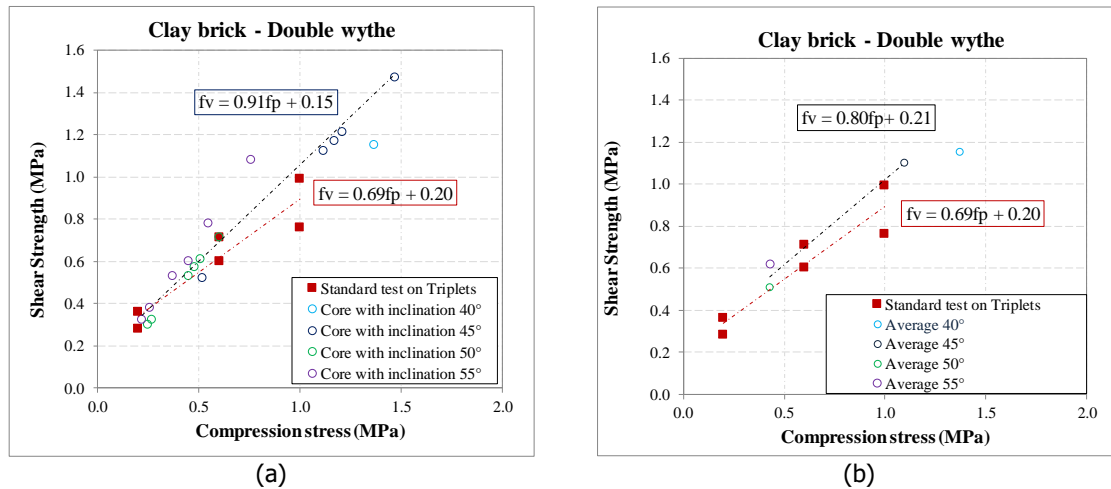 Clay brick - Double wythe
1.6
1.4
1.2
1.0
0.8
0.6
0.4
0.2
0.0
Shear Strength (MPa)
fv = 0.91fp + 0.15
fv = 0.69fp + 0.20
Standard test on Triplets
Core with inclination 40°
Core with inclination 45°
Core with inclination 50°
Core with inclination 55°
0.0 0.5 1.0 1.5 2.0
Compression stress (MPa)
(a)
Clay brick - Double wythe
1.6
1.4
1.2
1.0
0.8
0.6
0.4
0.2
0.0
Shear Strength (MPa)
fv = 0.80fp+ 0.21
fv = 0.69fp + 0.20
Standard test on Triplets
Average 40°
Average 45°
Average 50°
Average 55°
0.0 0.5 1.0 1.5 2.0
Compression stress (MPa)
(b)